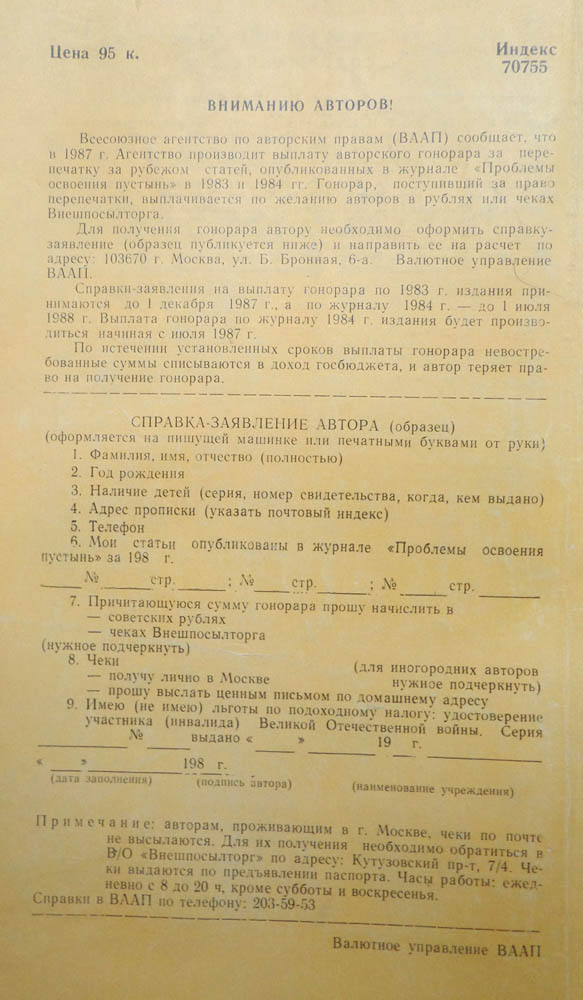 Цена 95 к.
Индекс
70755
ВНИМАНИЮ АВТОРОВ!
Всесоюзное агентство по авторским правам (ВААП) сообщает, что
в 1987 г. Агентство производит выплату авторского гонорара за пере-
печатку за рубежом статей, опубликованных в журнале «Проблемы
освоения пустынь» в 1983 и 1984 гг. Гонорар, поступивший за право
перепечатки, выплачивается по желанию авторов в рублях или чеках
Внешпосылторга.
Для получения гонорара автору необходимо оформить справку-
заявление (образец публикуется ниже) и направить ее на расчет по
адресу: 103670 г. Москва, ул. Б. Бронная, 6-а. Валютное управление
ВААП.
Справки-заявления на выплату гонорара по 1983 г. издания при-
нимаются до 1 декабря 1987 г., а по журналу 1984 г. — до 1 июля
1988 г. Выплата гонорара по журналу 1984 г. издания будет произво-
диться начиная с июля 1987 г.
По истечении установленных сроков выплаты гонорара невостре-
бованные суммы списываются в доход госбюджета, и автор теряет пра-
во на получение гонорара.
СПРАВКА-ЗАЯВЛЕНИЕ АВТОРА (образец)
(оформляется на пишущей машинке или печатными буквами от руки)
1. Фамилия, имя, отчество (полностью)
2. Год рождения
3. Наличие детей (серия, номер свидетельства, когда, кем выдано)
4. Адрес прописки (указать почтовый индекс)
5. Телефон
6. Мои статьи опубликованы в журнале «Проблемы освоения
пустынь» за 198 г.
____№____стр.____; №____стр.____; №____стр.____
7. Причитающуюся сумму гонорара прошу начислить в
— советских рублях
— чеках Внешпосылторга
(нужное подчеркнуть)
8. Чеки (для иногородних авторов
— получу лично в Москве нужное подчеркнуть)
— прошу выслать ценным письмом по домашнему адресу
9. Имею (не имею) льготы по подоходному налогу: удостоверение
участника (инвалида) Великой Отечественной войны. Серия
____№____выдано «____»____19 г.
«____»____198 г.
(дата заполнения) (подпись автора) (наименование учреждения)
Примечание: авторам, проживающим в г. Москве, чеки по почте
не высылаются. Для их получения необходимо обратиться в
В/О «Внешпосылторг» по адресу: Кутузовский пр-т, 7/4. Че-
ки выдаются по предъявлении паспорта. Часы работы: еже-
невно с 8 до 20 ч, кроме субботы и воскресенья.
Справки в ВААП по телефону: 203-59-53
Валютное управление ВААП